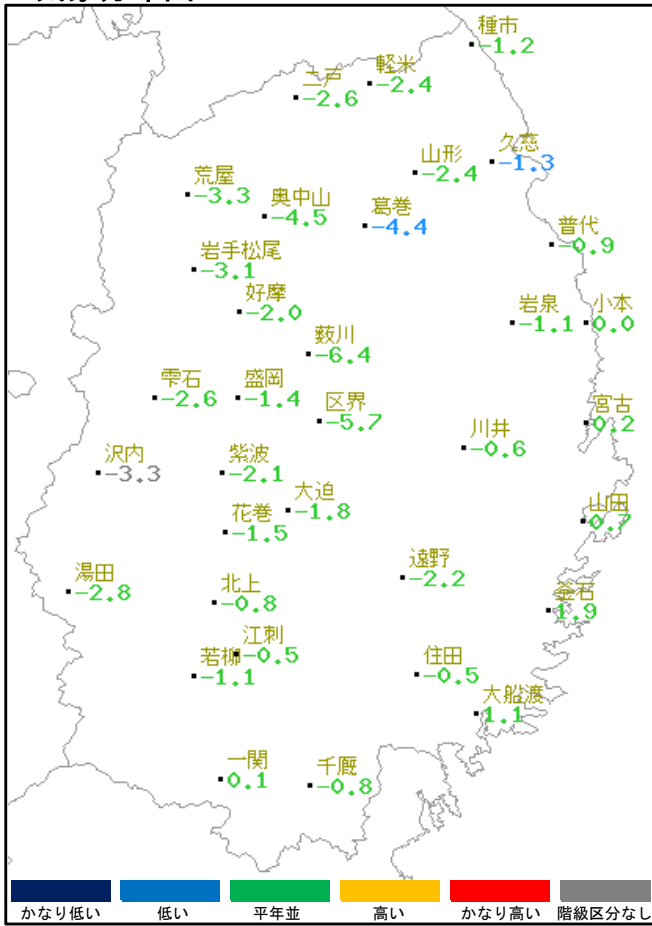 種市
-1.2
軽米
-2.4
二戸
-2.6
久慈
-1.3
山形
-2.4
荒屋
-3.3
奥中山
-4.5
葛巻
-4.4
普代
-0.9
岩手松尾
-3.1
好摩
-2.0
岩泉
-1.1
小本
0.0
薮川
-6.4
雫石
-2.6
盛岡
-1.4
区界
-5.7
宮古
0.2
川井
-0.6
沢内
-3.3
紫波
-2.1
大迫
-1.8
山田
0.7
花巻
-1.5
遠野
-2.2
湯田
-2.8
北上
-0.8
釜石
1.9
江刺
-0.5
若柳
-1.1
住田
-0.5
大船渡
1.1
一関
0.1
千厩
-0.8
かなり低い 低い 平年並 高い かなり高い 階級区分なし